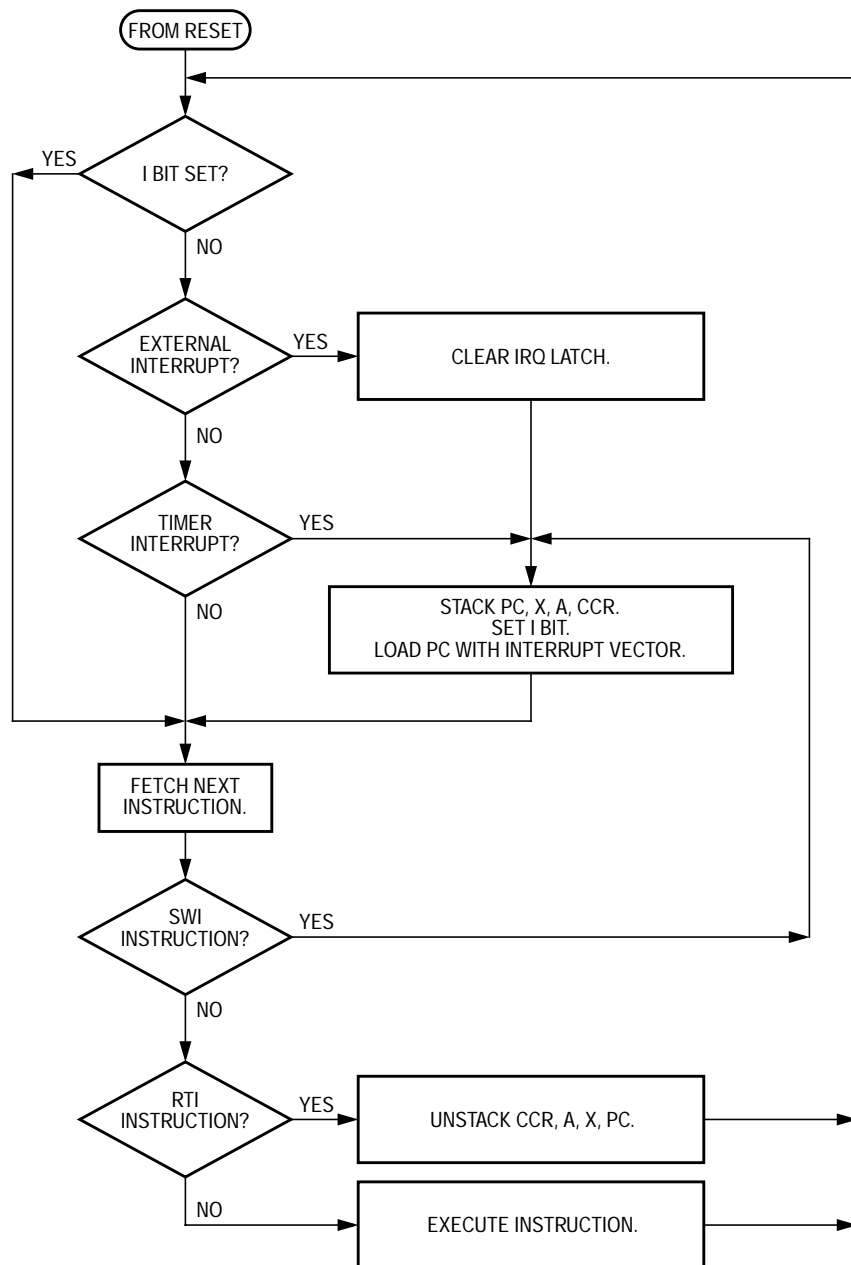 FROM RESET
YES
I BIT SET?
NO
EXTERNAL
INTERRUPT?
YES
CLEAR IRQ LATCH.
NO
TIMER
INTERRUPT?
YES
STACK PC, X, A, CCR.
SET I BIT.
LOAD PC WITH INTERRUPT VECTOR.
NO
FETCH NEXT
INSTRUCTION.
SWI
INSTRUCTION?
YES
NO
RTI
INSTRUCTION?
YES
UNSTACK CCR, A, X, PC.
NO
EXECUTE INSTRUCTION.